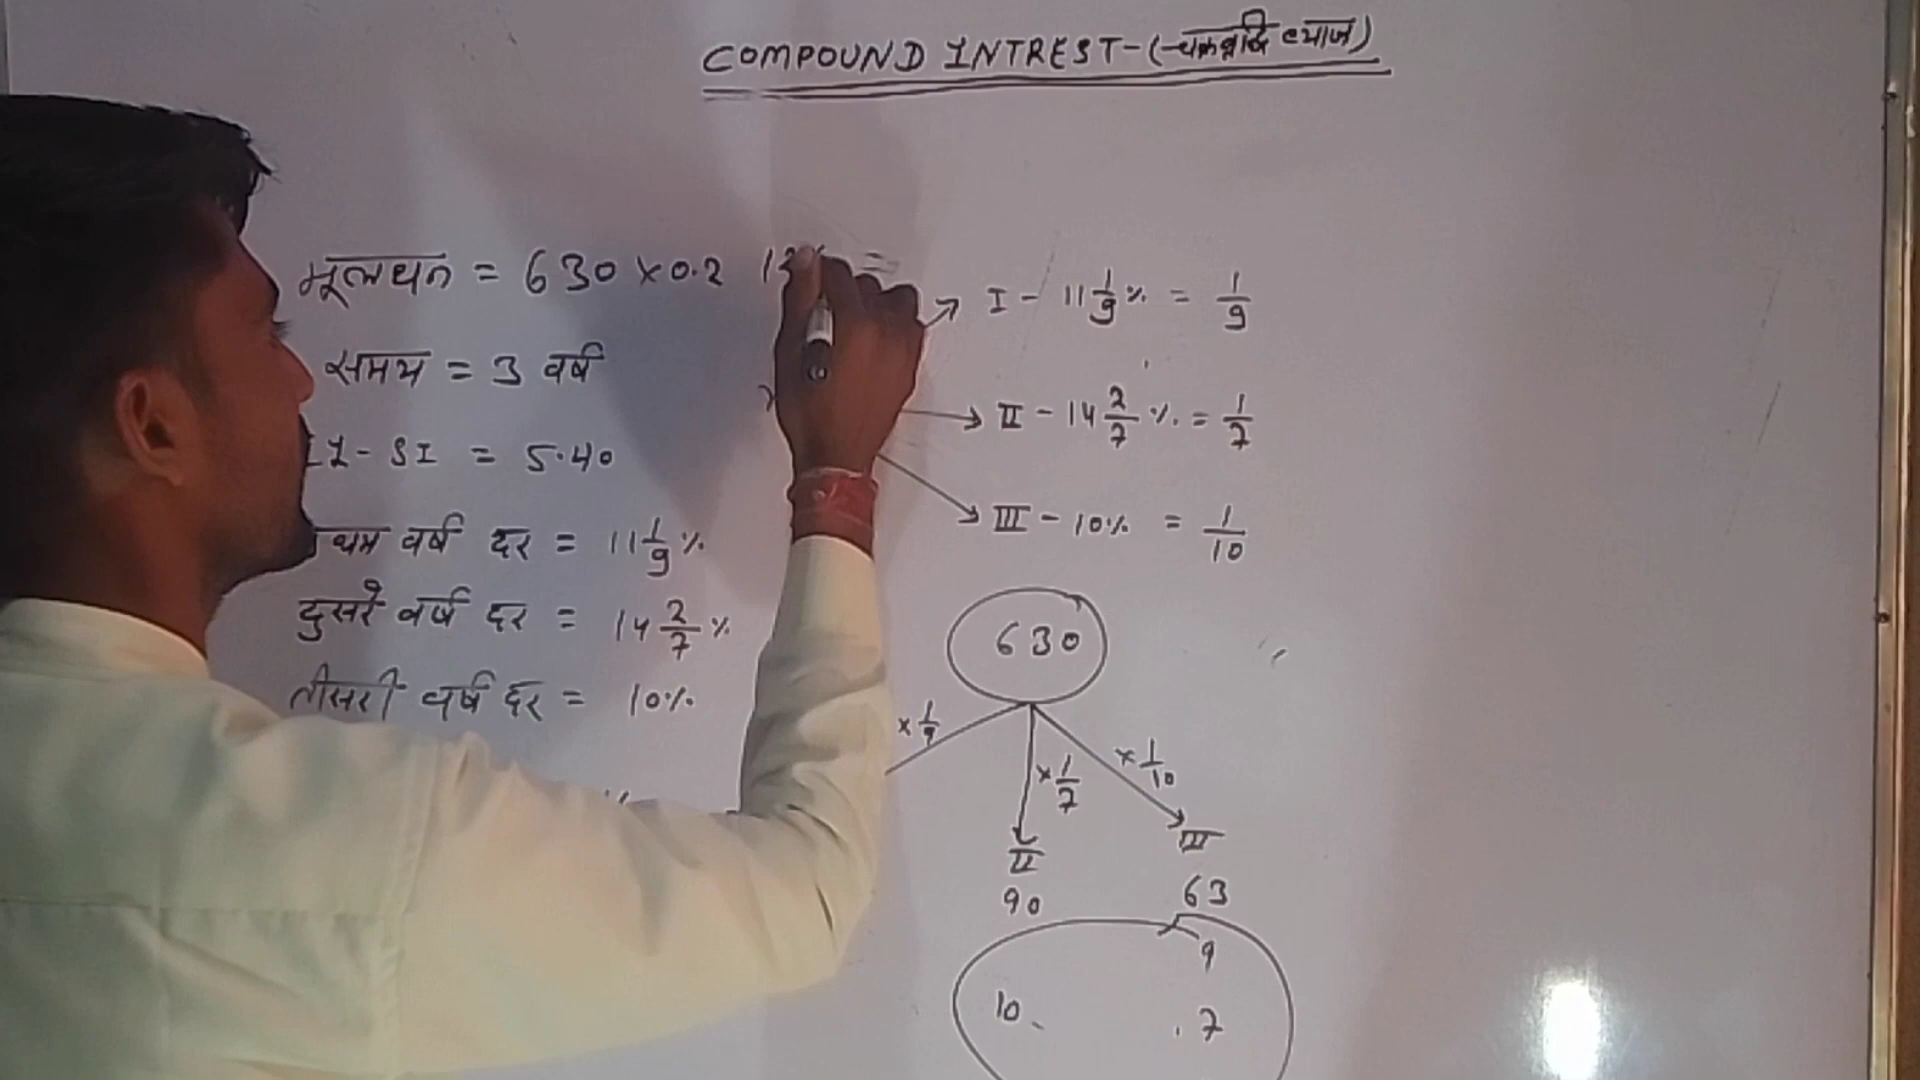 COMPOUND INTREST-(चक्रवृद्धि ब्याज)
मूलधन = 630 x 0.2
समय = 3 वर्ष
- SI = 5.40
वर्ष दर = 11 1/9 %
दुसरे वर्ष दर = 14 2/7 %
तीसरी वर्ष दर = 10%
I - 11 1/9 % = 1/9
II - 14 2/7 % = 1/7
III - 10% = 1/10
630
x 1/9 x 1/7 x 1/10
II III
90 63
9
10 7